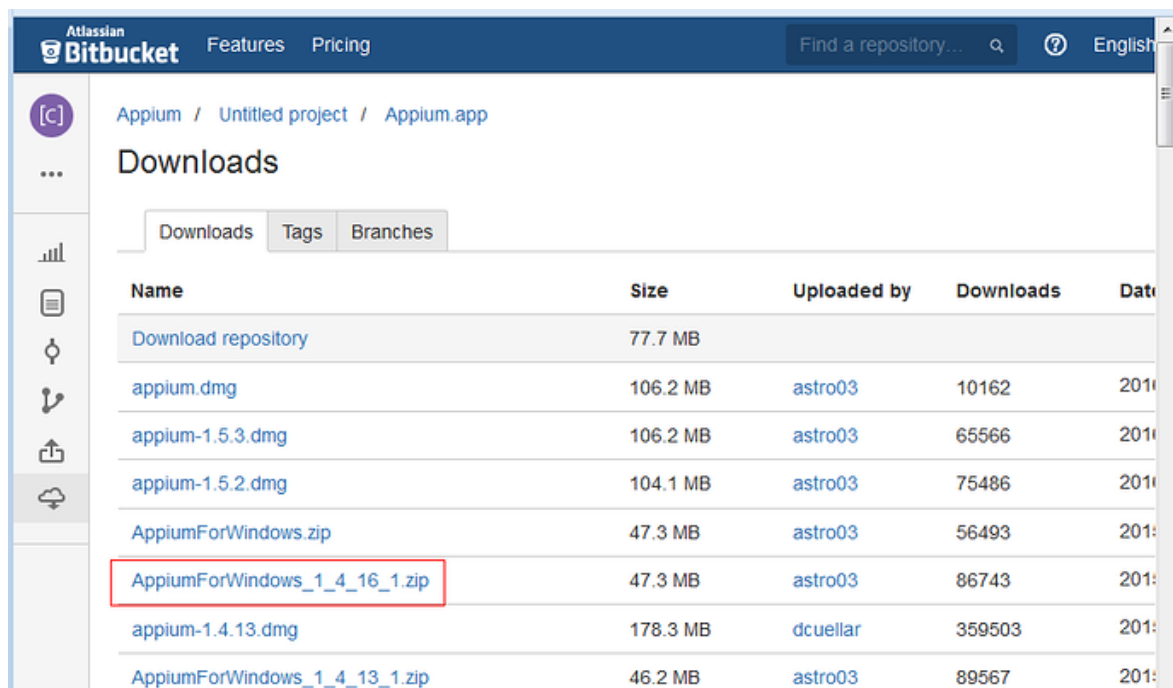 Atlassian
Bitbucket Features Pricing Find a repository... English
[C] Appium / Untitled project / Appium.app
Downloads
Downloads Tags Branches
Name Size Uploaded by Downloads
Download repository 77.7 MB
appium.dmg 106.2 MB astro03 10162
appium-1.5.3.dmg 106.2 MB astro03 65566
appium-1.5.2.dmg 104.1 MB astro03 75486
AppiumForWindows.zip 47.3 MB astro03 56493
AppiumForWindows_1_4_16_1.zip 47.3 MB astro03 86743
appium-1.4.13.dmg 178.3 MB dcuellar 359503
AppiumForWindows_1_4_13_1.zip 46.2 MB astro03 89567